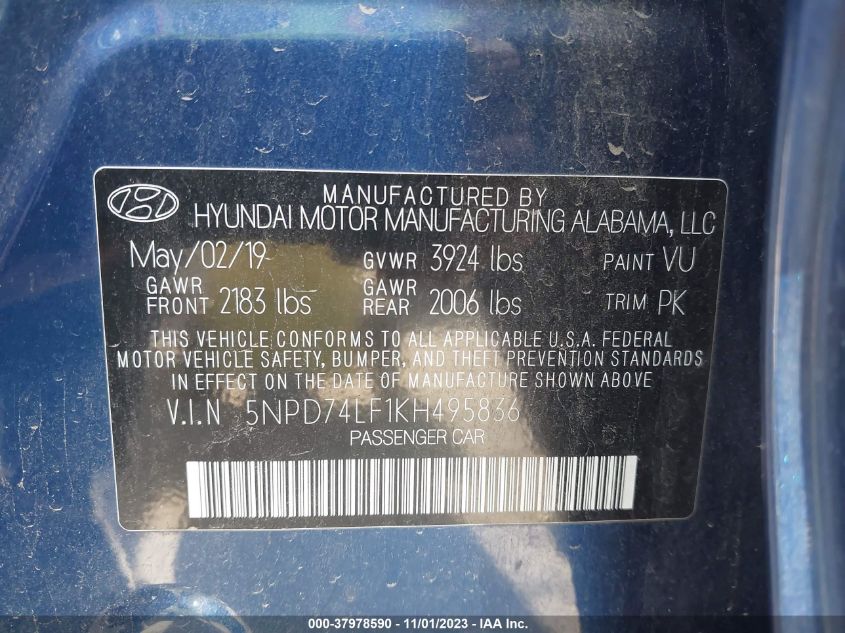 MANUFACTURED BY
HYUNDAI MOTOR MANUFACTURING ALABAMA, LLC
May/02/19 GVWR 3924 lbs PAINT VU
GAWR FRONT 2183 lbs GAWR REAR 2006 lbs TRIM PK
THIS VEHICLE CONFORMS TO ALL APPLICABLE U.S.A. FEDERAL
MOTOR VEHICLE SAFETY, BUMPER, AND THEFT PREVENTION STANDARDS
IN EFFECT ON THE DATE OF MANUFACTURE SHOWN ABOVE
V.I.N 5NPD74LF1KH495836
PASSENGER CAR
000-37978590 - 11/01/2023 - IAA Inc.